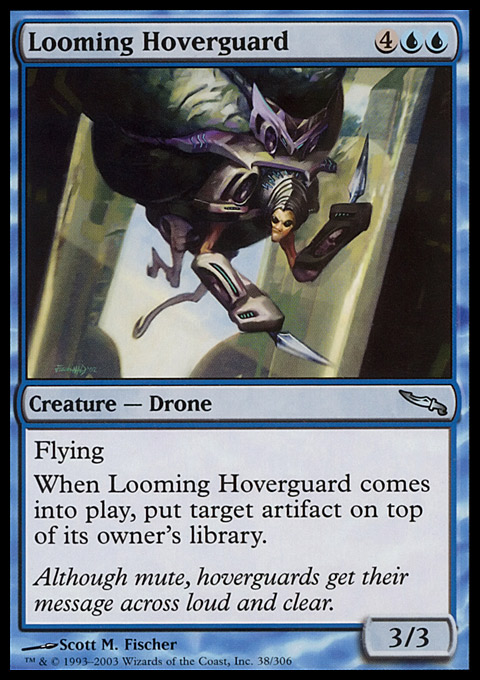 Looming Hoverguard 4
Creature — Drone
Flying
When Looming Hoverguard comes
into play, put target artifact on top
of its owner's library.
Although mute, hoverguards get their
message across loud and clear.
Scott M. Fischer
3/3
™ & © 1993–2003 Wizards of the Coast, Inc. 38/306